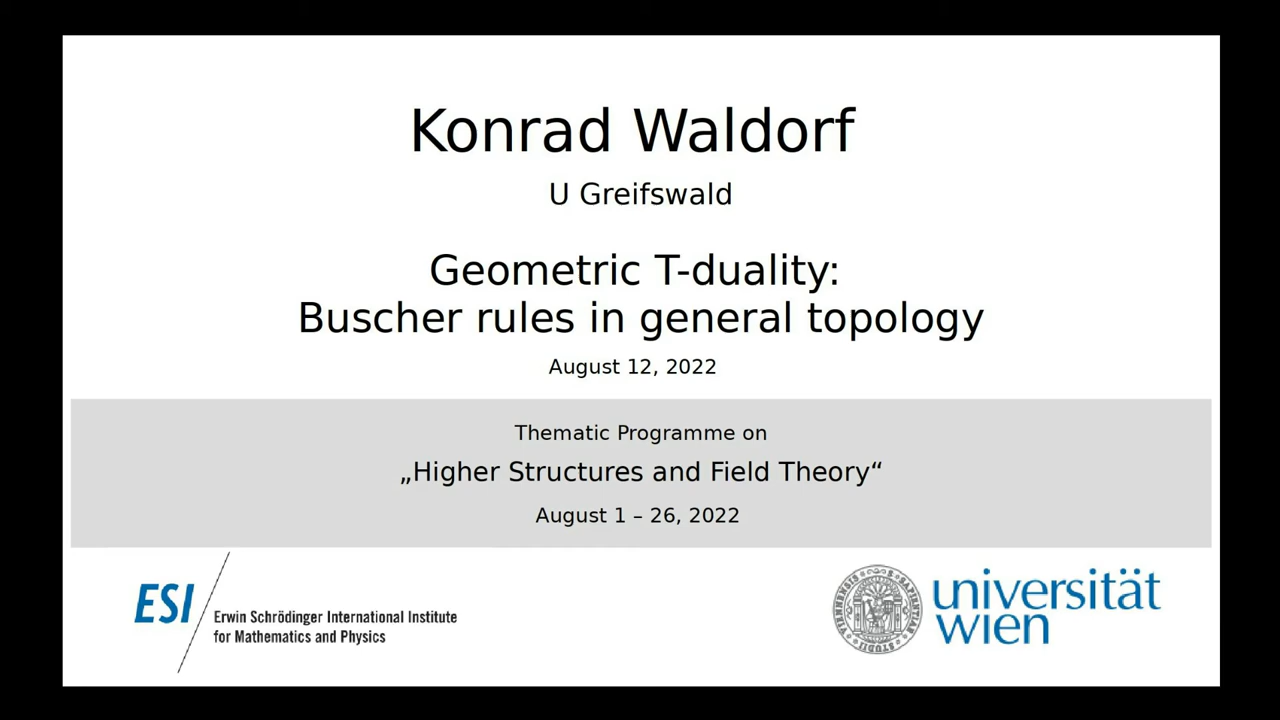 Konrad Waldorf
U Greifswald
Geometric T-duality:
Buscher rules in general topology
August 12, 2022
Thematic Programme on
„Higher Structures and Field Theory“
August 1 – 26, 2022
ESI
Erwin Schrödinger International Institute
for Mathematics and Physics
universität
wien